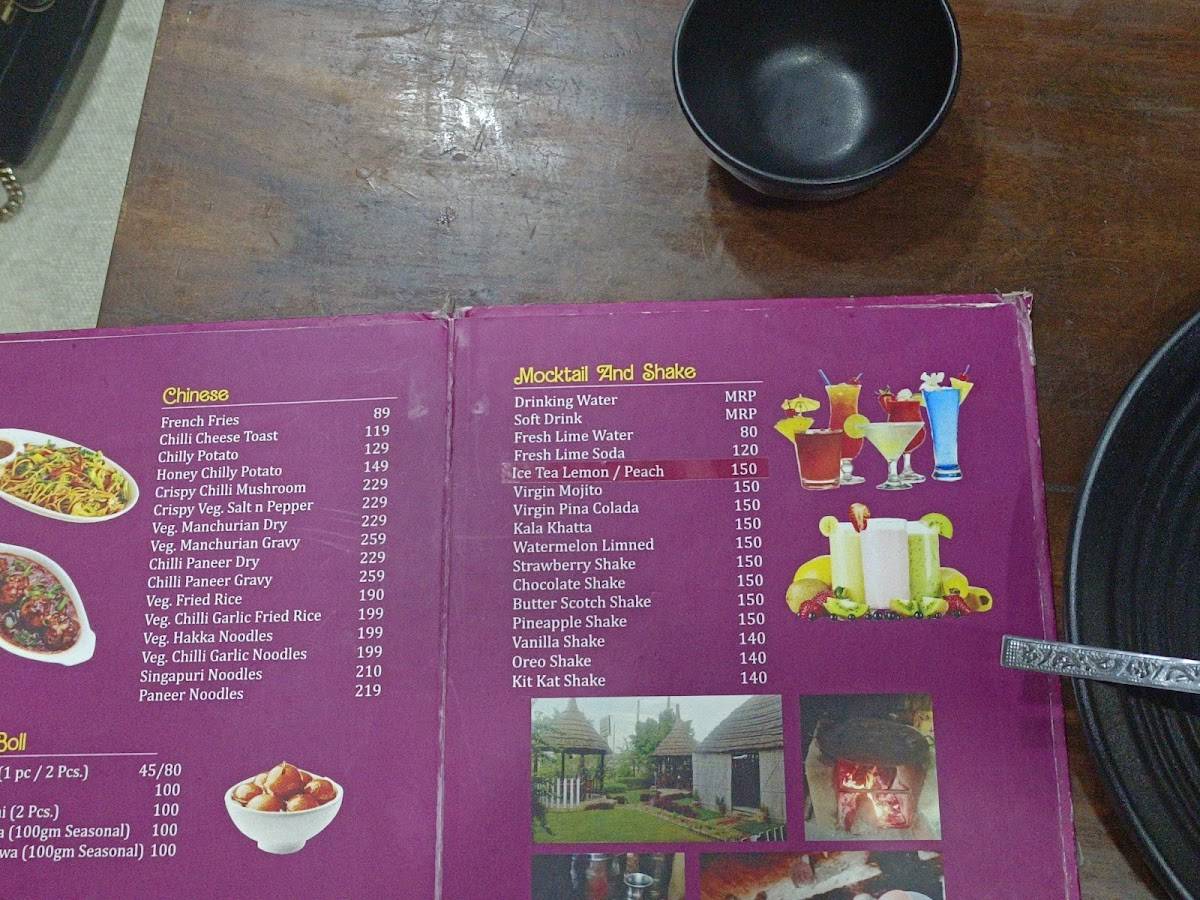 Chinese
French Fries 89
Chilli Cheese Toast 119
Chilly Potato 129
Honey Chilly Potato 149
Crispy Chilli Mushroom 229
Crispy Veg. Salt n Pepper 229
Veg. Manchurian Dry 229
Veg. Manchurian Gravy 259
Chilli Paneer Dry 229
Chilli Paneer Gravy 259
Veg. Fried Rice 190
Veg. Chilli Garlic Fried Rice 199
Veg. Hakka Noodles 199
Veg. Chilli Garlic Noodles 199
Singapuri Noodles 210
Paneer Noodles 219
Boll
(1 pc / 2 Pcs.) 45/80
100
(2 Pcs.) 100
(100gm Seasonal) 100
(100gm Seasonal) 100
Mocktail And Shake
Drinking Water MRP
Soft Drink MRP
Fresh Lime Water 80
Fresh Lime Soda 120
Ice Tea Lemon / Peach 150
Virgin Mojito 150
Virgin Pina Colada 150
Kala Khatta 150
Watermelon Limned 150
Strawberry Shake 150
Chocolate Shake 150
Butter Scotch Shake 150
Pineapple Shake 150
Vanilla Shake 140
Oreo Shake 140
Kit Kat Shake 140